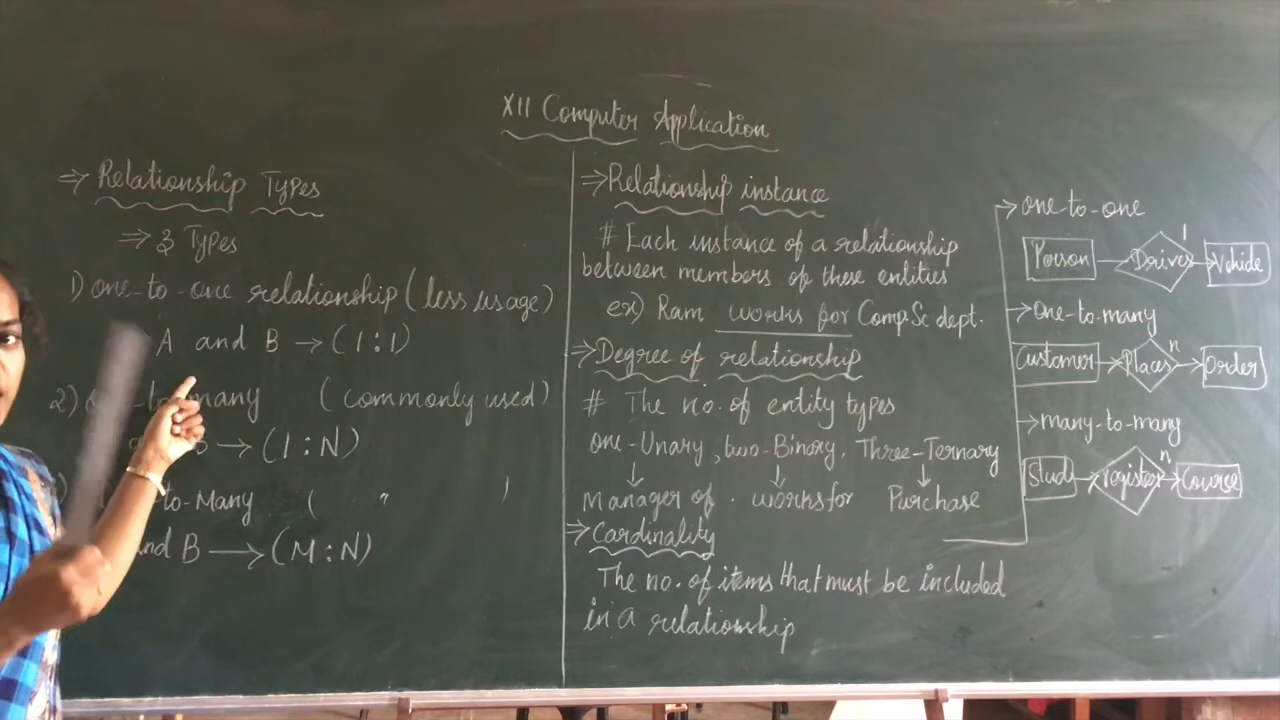 XII Computer Application
⇒ Relationship Types
⇒ 3 Types
1) one-to-one relationship (less usage)
A and B → (1:1)
2) many (commonly used)
B → (1:N)
-to-Many ( " )
and B → (M:N)
⇒ Relationship instance
# Each instance of a relationship
between members of these entities
ex) Ram works for Comp.Sc dept.
⇒ Degree of relationship
# The no. of entity types
one-Unary, two-Binary, Three-Ternary
↓ ↓ ↓
Manager of . works for Purchase
⇒ Cardinality
The no. of items that must be included
in a relationship
→ one-to-one
1
Person — Drives → Vehicle
→ one-to-many
n
Customer → Places → Order
→ many-to-many
n
Stud → register → Course